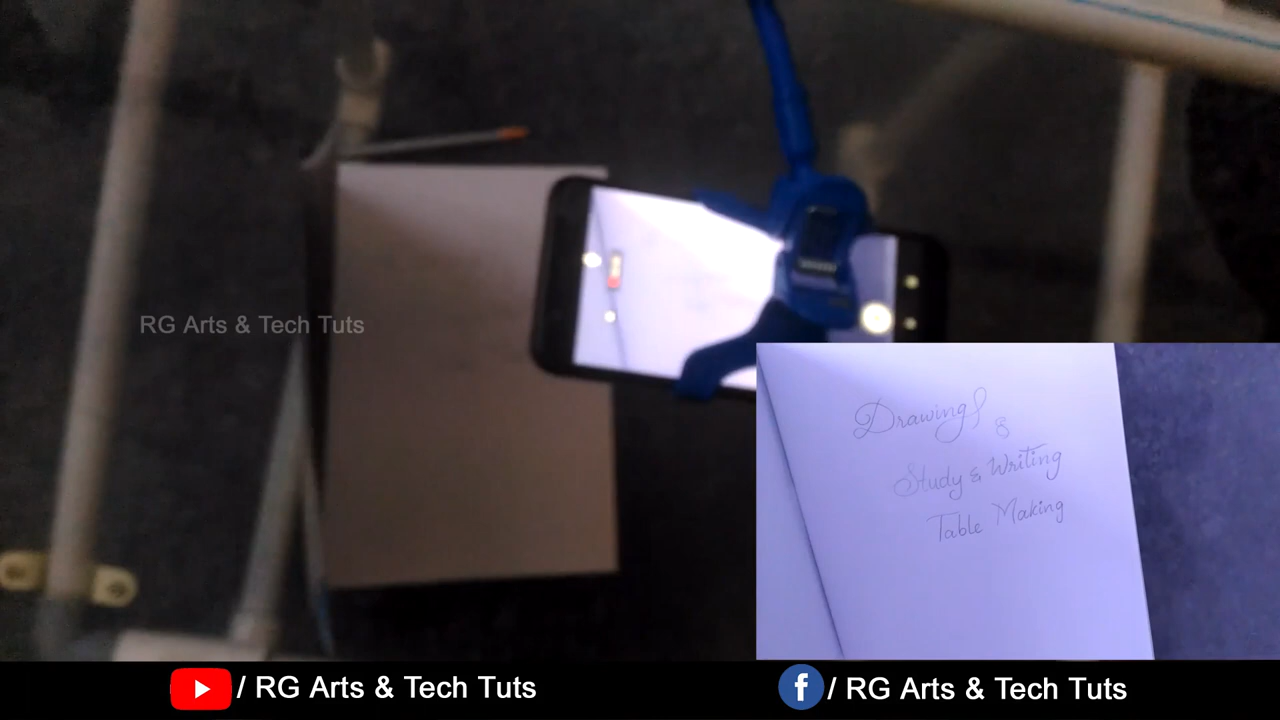 RG Arts & Tech Tuts
Drawing
&
Study & Writing
Table Making
/ RG Arts & Tech Tuts
/ RG Arts & Tech Tuts